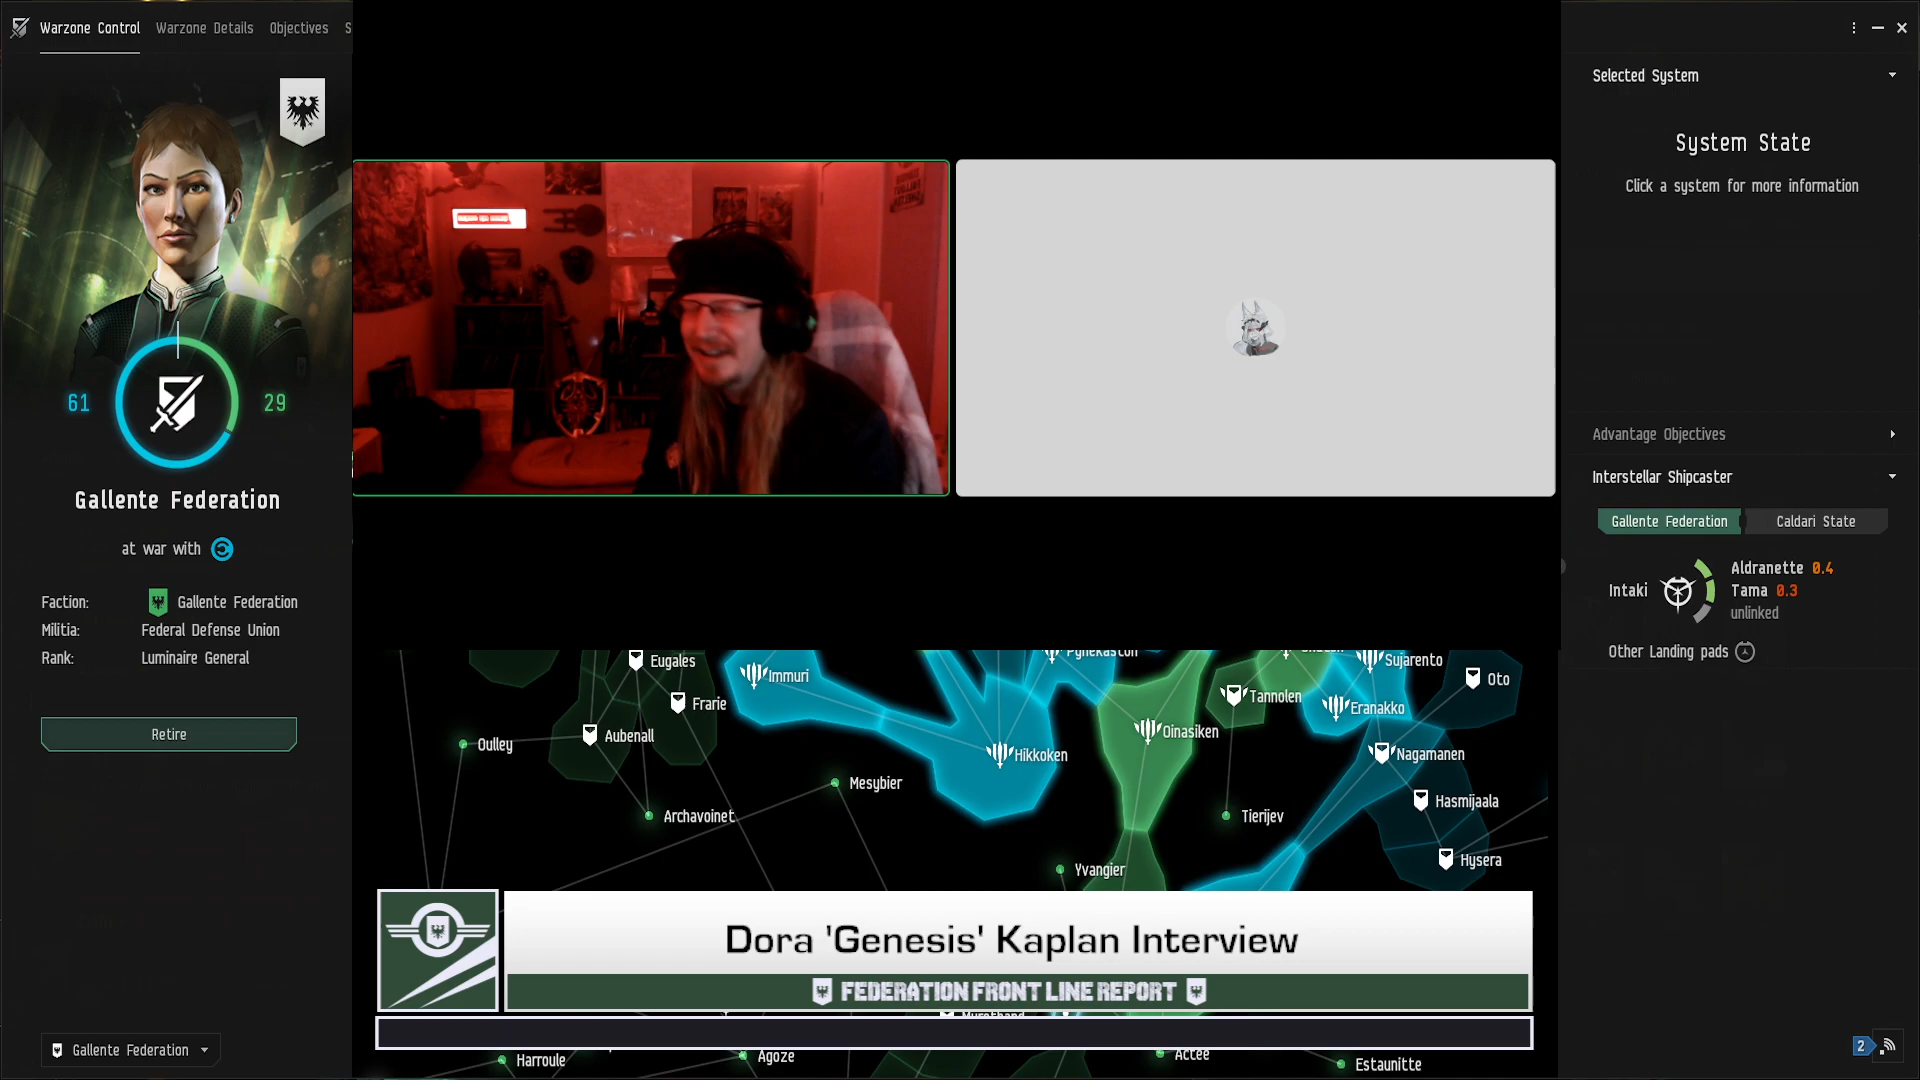 Warzone Control
Warzone Details
Objectives
S
61
29
Gallente Federation
at war with
Faction:
Gallente Federation
Militia:
Federal Defense Union
Rank:
Luminaire General
Retire
Gallente Federation
Eugales
Frarie
Aubenall
Oulley
Archavoinet
Immuri
Mesybier
Hikkoken
Pynekaston
Oinasiken
Tannolen
Sujarento
Eranakko
Oto
Nagamanen
Hasmijaala
Hysera
Tierijev
Yvangier
Dora 'Genesis' Kaplan Interview
FEDERATION FRONT LINE REPORT
Harroule
Agoze
Actee
Estaunitte
Selected System
System State
Click a system for more information
Advantage Objectives
Interstellar Shipcaster
Gallente Federation
Caldari State
Intaki
Aldranette 0.4
Tama 0.3
unlinked
Other Landing pads
2